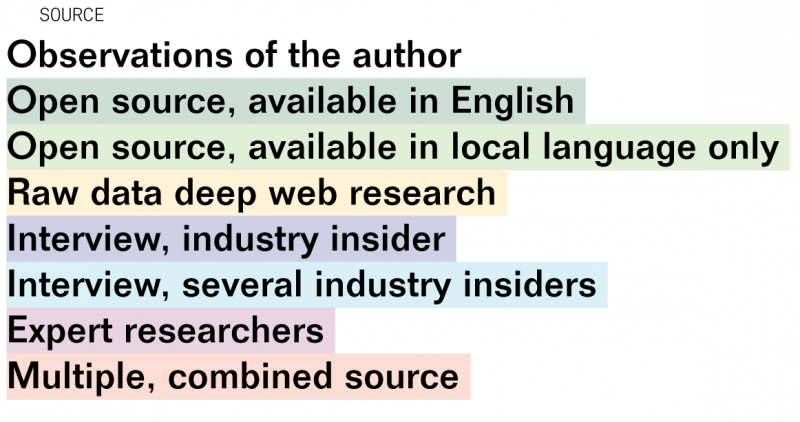 SOURCE
Observations of the author
Open source, available in English
Open source, available in local language only
Raw data deep web research
Interview, industry insider
Interview, several industry insiders
Expert researchers
Multiple, combined source